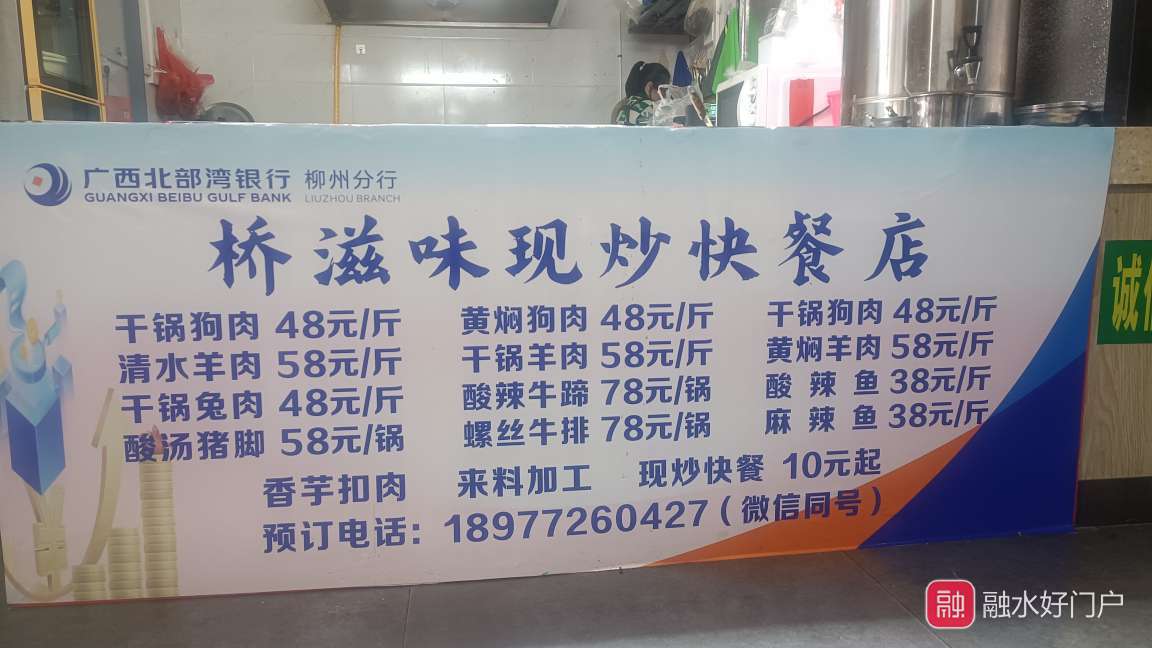 广西北部湾银行 柳州分行
GUANGXI BEIBU GULF BANK LIUZHOU BRANCH
桥滋味现炒快餐店
干锅狗肉 48元/斤 黄焖狗肉 48元/斤 干锅狗肉 48元/斤
清水羊肉 58元/斤 干锅羊肉 58元/斤 黄焖羊肉 58元/斤
干锅兔肉 48元/斤 酸辣牛蹄 78元/锅 酸辣鱼 38元/斤
酸汤猪脚 58元/锅 螺丝牛排 78元/锅 麻辣鱼 38元/斤
香芋扣肉 来料加工 现炒快餐 10元起
预订电话：18977260427（微信同号）
诚
融 融水好门户